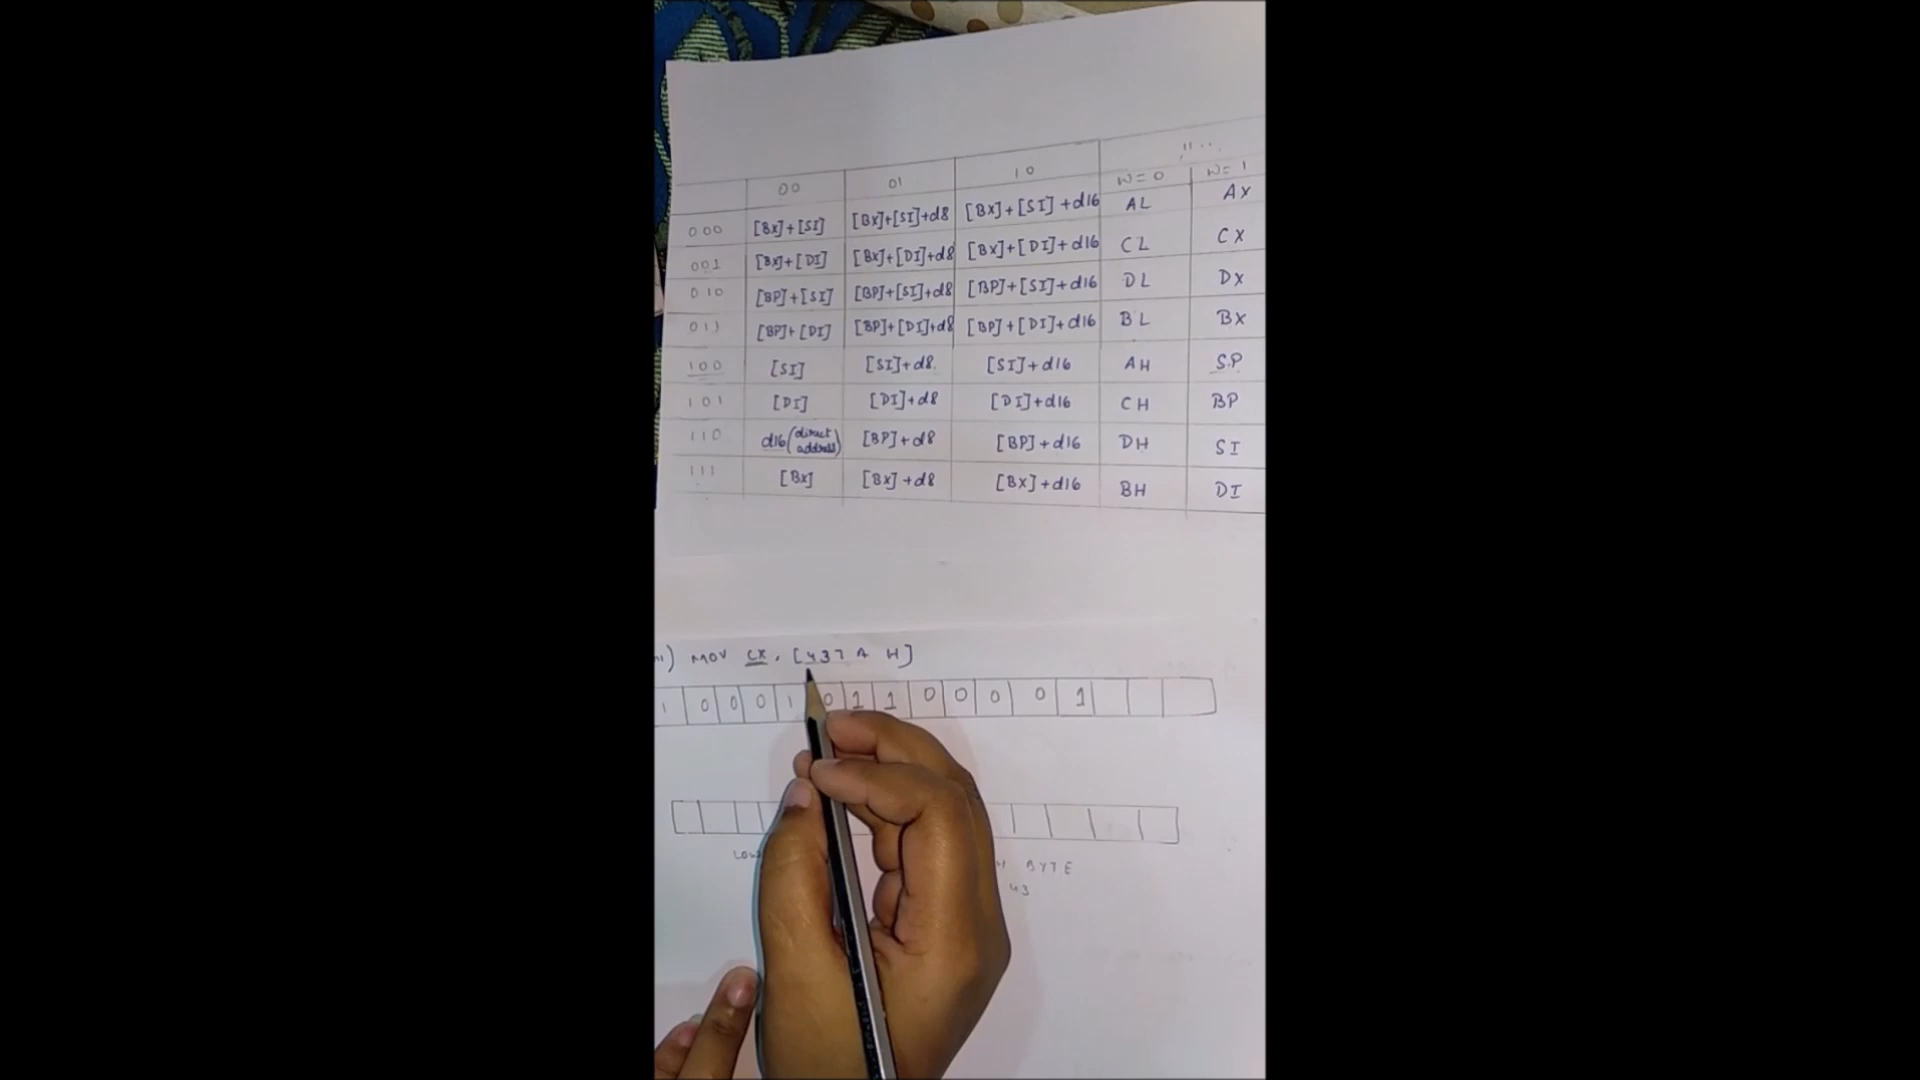 00 01 10 11
W=0 W=1
000 [BX]+[SI] [BX]+[SI]+d8 [BX]+[SI]+d16 AL AX
001 [BX]+[DI] [BX]+[DI]+d8 [BX]+[DI]+d16 CL CX
010 [BP]+[SI] [BP]+[SI]+d8 [BP]+[SI]+d16 DL DX
011 [BP]+[DI] [BP]+[DI]+d8 [BP]+[DI]+d16 BL BX
100 [SI] [SI]+d8 [SI]+d16 AH SP
101 [DI] [DI]+d8 [DI]+d16 CH BP
110 d16(direct address) [BP]+d8 [BP]+d16 DH SI
111 [BX] [BX]+d8 [BX]+d16 BH DI
MOV CX, [437A H]
1 0 0 0 1 0 1 1 0 0 0 0 1
BYTE
43